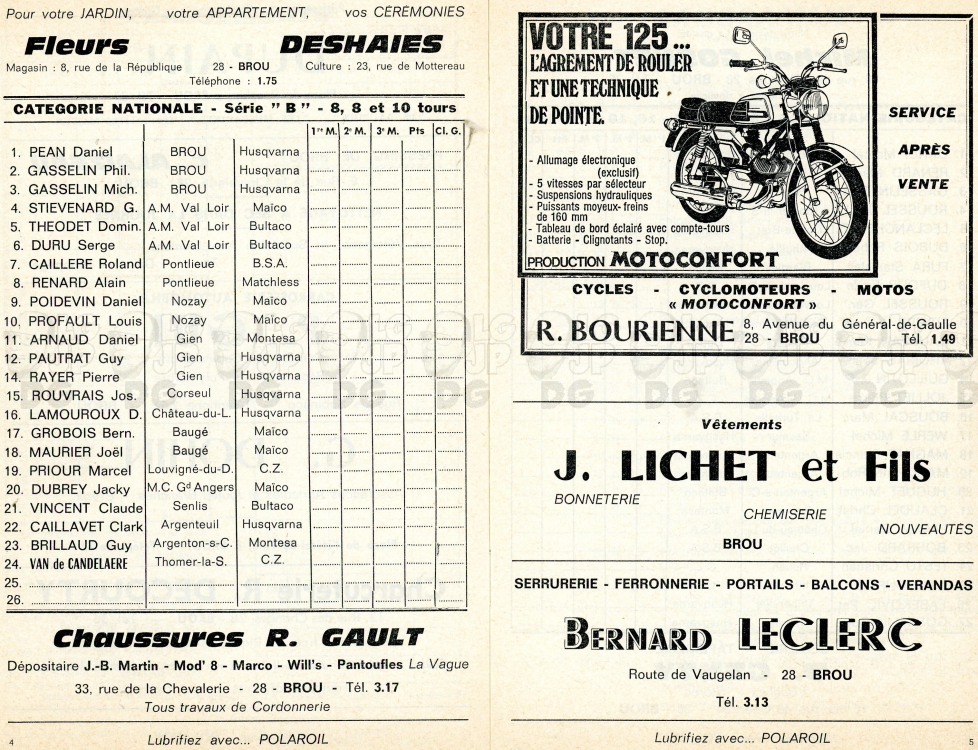 Pour votre JARDIN, votre APPARTEMENT, vos CÉRÉMONIES
Fleurs DESHAIES
Magasin : 8, rue de la République 28 - BROU Culture : 23, rue de Mottereau
Téléphone : 1.75
CATEGORIE NATIONALE - Série " B " - 8, 8 et 10 tours
1re M. 2e M. 3e M. Pts Cl. G.
1. PEAN Daniel BROU Husqvarna
2. GASSELIN Phil. BROU Husqvarna
3. GASSELIN Mich. BROU Husqvarna
4. STIEVENARD G. A.M. Val Loir Maïco
5. THEODET Domin. A.M. Val Loir Bultaco
6. DURU Serge A.M. Val Loir Bultaco
7. CAILLERE Roland Pontlieue B.S.A.
8. RENARD Alain Pontlieue Matchless
9. POIDEVIN Daniel Nozay Maïco
10. PROFAULT Louis Nozay Maïco
11. ARNAUD Daniel Gien Montesa
12. PAUTRAT Guy Gien Husqvarna
14. RAYER Pierre Gien Husqvarna
15. ROUVRAIS Jos. Corseul Husqvarna
16. LAMOUROUX D. Château-du-L. Husqvarna
17. GROBOIS Bern. Baugé Maïco
18. MAURIER Joël Baugé Maïco
19. PRIOUR Marcel Louvigné-du-D. C.Z.
20. DUBREY Jacky M.C. Gd Angers Maïco
21. VINCENT Claude Senlis Bultaco
22. CAILLAVET Clark Argenteuil Husqvarna
23. BRILLAUD Guy Argenton-s-C. Montesa
24. VAN de CANDELAERE Thomer-la-S. C.Z.
25.
26.
Chaussures R. GAULT
Dépositaire J.-B. Martin - Mod' 8 - Marco - Will's - Pantoufles La Vague
33, rue de la Chevalerie - 28 - BROU - Tél. 3.17
Tous travaux de Cordonnerie
Lubrifiez avec... POLAROIL
4
VOTRE 125...
L'AGREMENT DE ROULER
ET UNE TECHNIQUE
DE POINTE.
- Allumage électronique
(exclusif)
- 5 vitesses par sélecteur
- Suspensions hydrauliques
- Puissants moyeux-freins
de 160 mm
- Tableau de bord éclairé avec compte-tours
- Batterie - Clignotants - Stop.
PRODUCTION MOTOCONFORT
SERVICE
APRÈS
VENTE
CYCLES - CYCLOMOTEURS - MOTOS
« MOTOCONFORT »
R. BOURIENNE 8, Avenue du Général-de-Gaulle
28 - BROU — Tél. 1.49
Vêtements
J. LICHET et Fils
BONNETERIE
CHEMISERIE
NOUVEAUTÉS
BROU
SERRURERIE - FERRONNERIE - PORTAILS - BALCONS - VERANDAS
BERNARD LECLERC
Route de Vaugelan - 28 - BROU
Tél. 3.13
Lubrifiez avec... POLAROIL
5